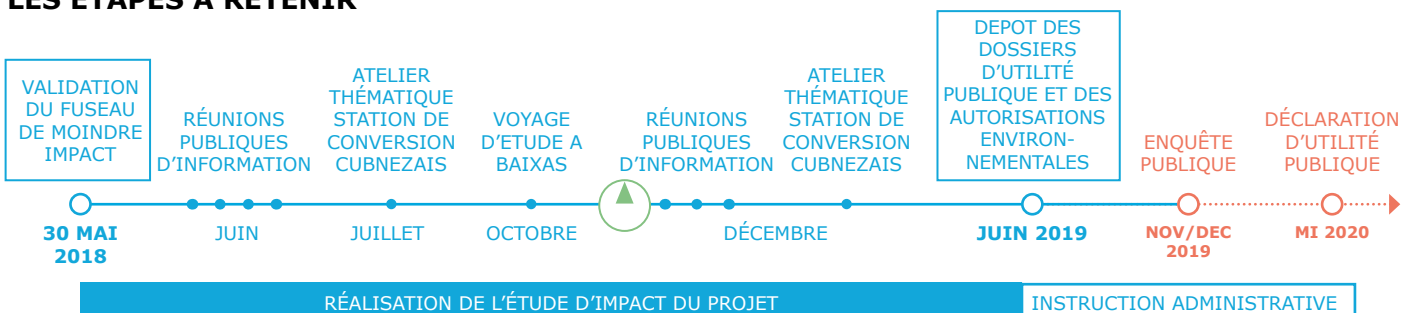 LES ÉTAPES À RETENIR
VALIDATION
DU FUSEAU
DE MOINDRE
IMPACT
RÉUNIONS
PUBLIQUES
D'INFORMATION
ATELIER
THÉMATIQUE
STATION DE
CONVERSION
CUBNEZAIS
VOYAGE
D'ETUDE A
BAIXAS
RÉUNIONS
PUBLIQUES
D'INFORMATION
ATELIER
THÉMATIQUE
STATION DE
CONVERSION
CUBNEZAIS
DEPOT DES
DOSSIERS
D'UTILITÉ
PUBLIQUE ET DES
AUTORISATIONS
ENVIRON-
NEMENTALES
ENQUÊTE
PUBLIQUE
DÉCLARATION
D'UTILITÉ
PUBLIQUE
30 MAI
2018
JUIN
JUILLET
OCTOBRE
DÉCEMBRE
JUIN 2019
NOV/DEC
2019
MI 2020
RÉALISATION DE L'ÉTUDE D'IMPACT DU PROJET
INSTRUCTION ADMINISTRATIVE